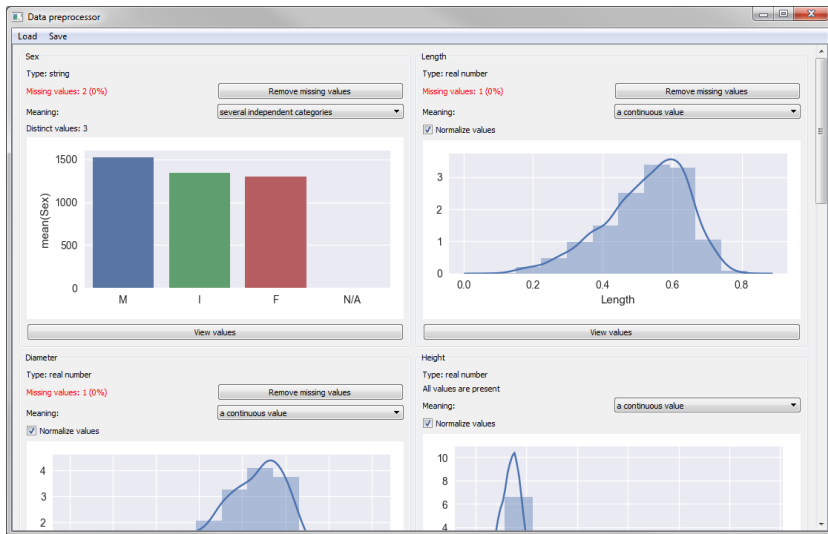 Data preprocessor
Load Save
Sex
Type: string
Missing values: 2 (0%) Remove missing values
Meaning: several independent categories
Distinct values: 3
1500
1000
500
0
mean(Sex)
M I F N/A
View values
Length
Type: real number
Missing values: 1 (0%) Remove missing values
Meaning: a continuous value
Normalize values
3
2
1
0
0.0 0.2 0.4 0.6 0.8
Length
View values
Diameter
Type: real number
Missing values: 1 (0%) Remove missing values
Meaning: a continuous value
Normalize values
4
3
2
Height
Type: real number
All values are present
Meaning: a continuous value
Normalize values
10
8
6
4